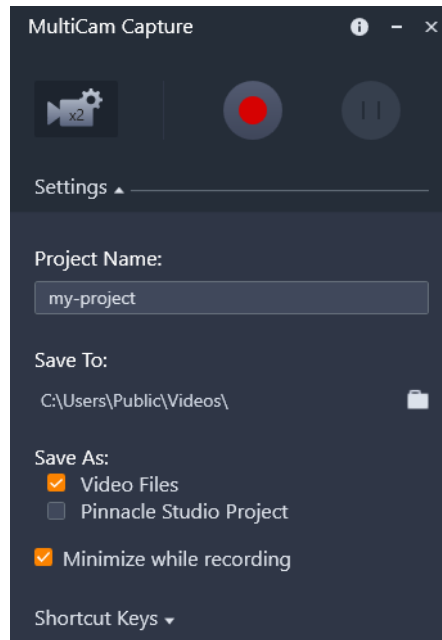 MultiCam Capture
x2
Settings
Project Name:
my-project
Save To:
C:\Users\Public\Videos\
Save As:
Video Files
Pinnacle Studio Project
Minimize while recording
Shortcut Keys